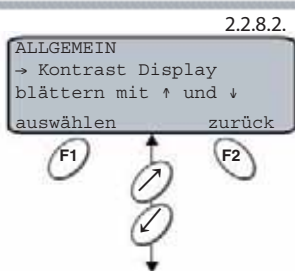 2.2.8.2.
ALLGEMEIN
→ Kontrast Display
blättern mit ↑ und ↓
auswählen zurück
F1 F2